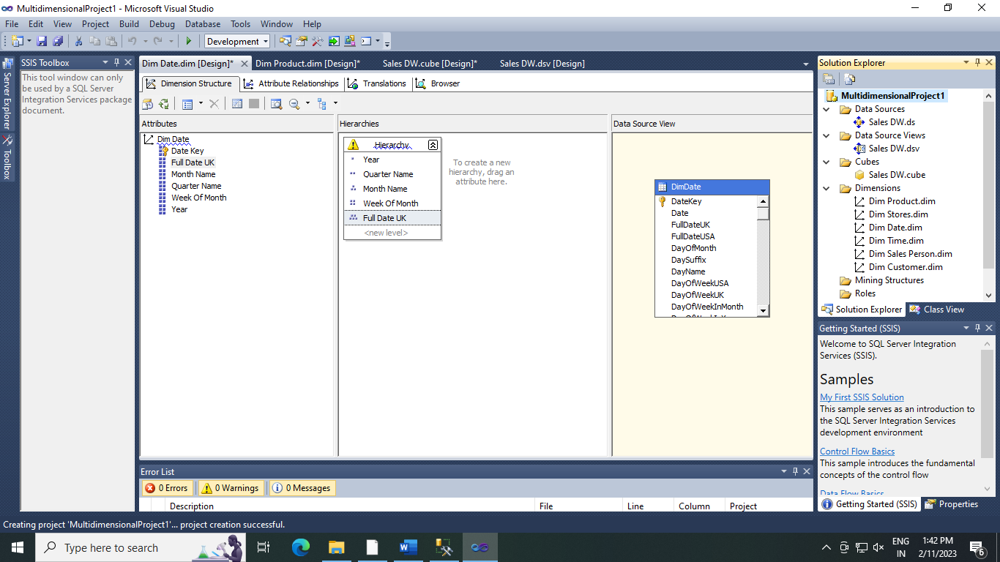 MultidimensionalProject1 - Microsoft Visual Studio
File Edit View Project Build Debug Database Tools Window Help
Development
Server Explorer
Toolbox
SSIS Toolbox
This tool window can only
be used by a SQL Server
Integration Services package
document.
Dim Date.dim [Design]* Dim Product.dim [Design]* Sales DW.cube [Design]* Sales DW.dsv [Design]
Dimension Structure Attribute Relationships Translations Browser
Attributes
Dim Date
Date Key
Full Date UK
Month Name
Quarter Name
Week Of Month
Year
Hierarchies
Hierarchy
Year
Quarter Name
Month Name
Week Of Month
Full Date UK
<new level>
To create a new
hierarchy, drag an
attribute here.
Data Source View
DimDate
DateKey
Date
FullDateUK
FullDateUSA
DayOfMonth
DaySuffix
DayName
DayOfWeekUSA
DayOfWeekUK
DayOfWeekInMonth
Error List
0 Errors 0 Warnings 0 Messages
Description File Line Column Project
Solution Explorer
MultidimensionalProject1
Data Sources
Sales DW.ds
Data Source Views
Sales DW.dsv
Cubes
Sales DW.cube
Dimensions
Dim Product.dim
Dim Stores.dim
Dim Date.dim
Dim Time.dim
Dim Sales Person.dim
Dim Customer.dim
Mining Structures
Roles
Solution Explorer Class View
Getting Started (SSIS)
Welcome to SQL Server Integration
Services (SSIS).
Samples
My First SSIS Solution
This sample serves as an introduction to
the SQL Server Integration Services
development environment
Control Flow Basics
This sample introduces the fundamental
concepts of the control flow
Data Flow Basics
Getting Started (SSIS) Properties
Creating project 'MultidimensionalProject1'... project creation successful.
Type here to search
ENG
IN
1:42 PM
2/11/2023
6